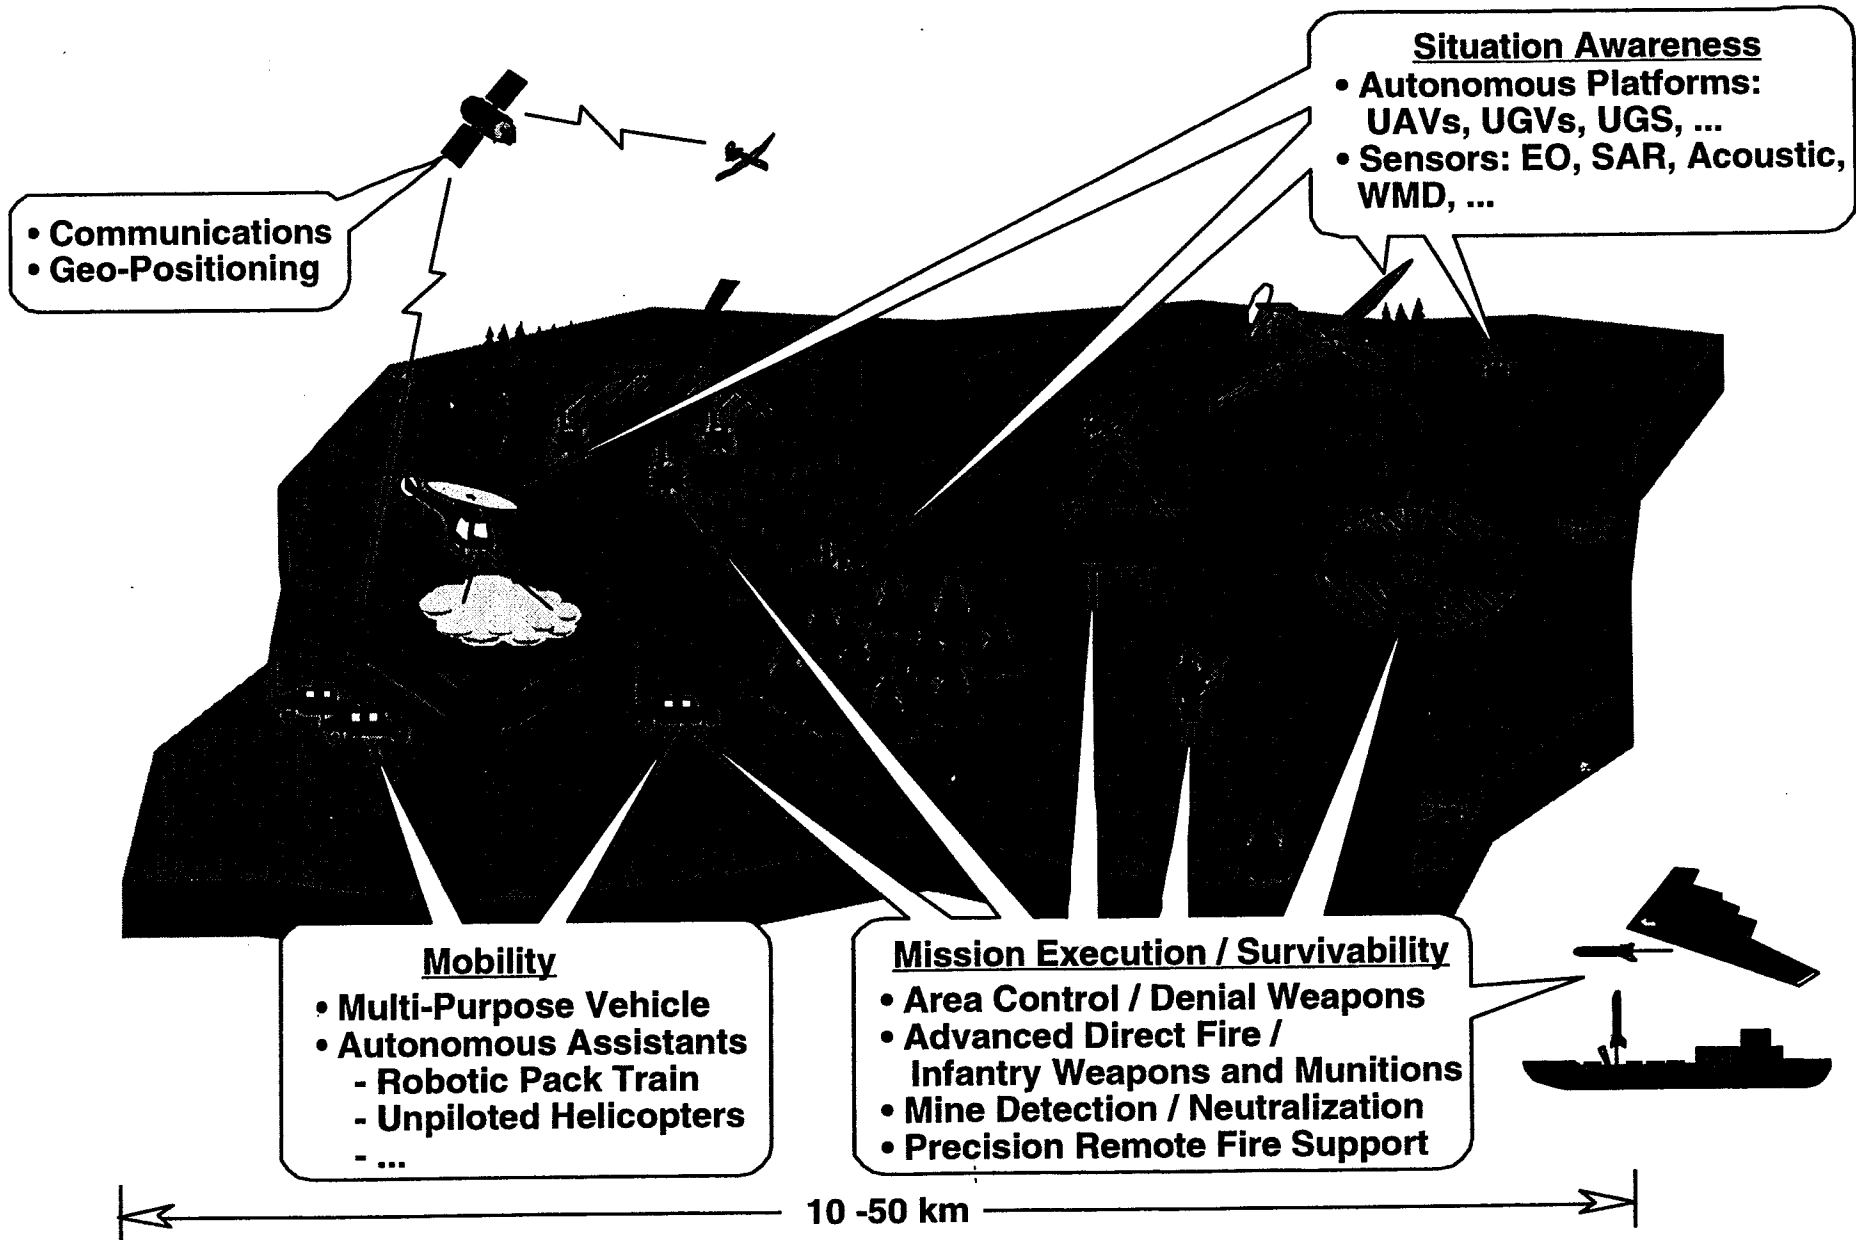 Situation Awareness
• Autonomous Platforms:
UAVs, UGVs, UGS, ...
• Sensors: EO, SAR, Acoustic,
WMD, ...
• Communications
• Geo-Positioning
Mobility
• Multi-Purpose Vehicle
• Autonomous Assistants
- Robotic Pack Train
- Unpiloted Helicopters
- ...
Mission Execution / Survivability
• Area Control / Denial Weapons
• Advanced Direct Fire /
Infantry Weapons and Munitions
• Mine Detection / Neutralization
• Precision Remote Fire Support
10 -50 km